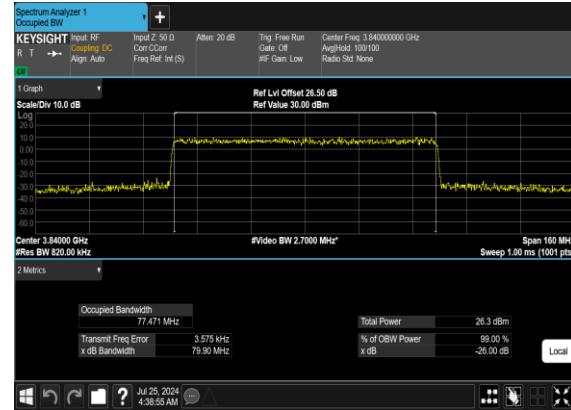 Spectrum Analyzer 1
Occupied BW
+
KEYSIGHT Input: RF Input Z: 50 Ω Atten: 20 dB Trig: Free Run Center Freq: 3.840000000 GHz
R T Coupling: DC Corr CCorr Gate: Off Avg|Hold: 100/100
Align: Auto Freq Ref: Int (S) #IF Gain: Low Radio Std: None
LVI
1 Graph
Ref Lvl Offset 26.50 dB
Scale/Div 10.0 dB Ref Value 30.00 dBm
Log
20.0
10.0
0.00
-10.0
-20.0
-30.0
-40.0
-50.0
-60.0
Center 3.84000 GHz #Video BW 2.7000 MHz* Span 160 MH
#Res BW 820.00 kHz Sweep 1.00 ms (1001 pts
2 Metrics
Occupied Bandwidth
77.471 MHz Total Power 26.3 dBm
Transmit Freq Error 3.575 kHz % of OBW Power 99.00 %
x dB Bandwidth 79.90 MHz x dB -26.00 dB
Local
? Jul 25, 2024
4:38:55 AM